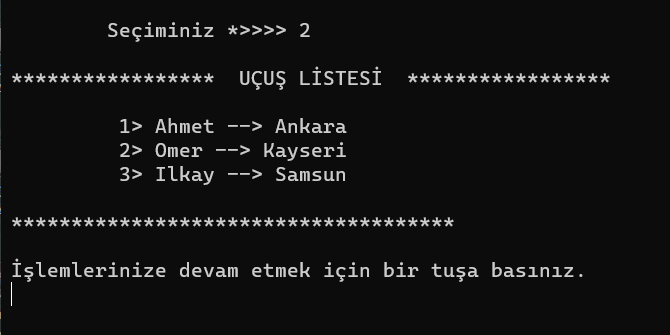 Seçiminiz *>>>> 2
***************** UÇUŞ LİSTESİ *****************
1> Ahmet --> Ankara
2> Omer --> Kayseri
3> Ilkay --> Samsun
*************************************
İşlemlerinize devam etmek için bir tuşa basınız.